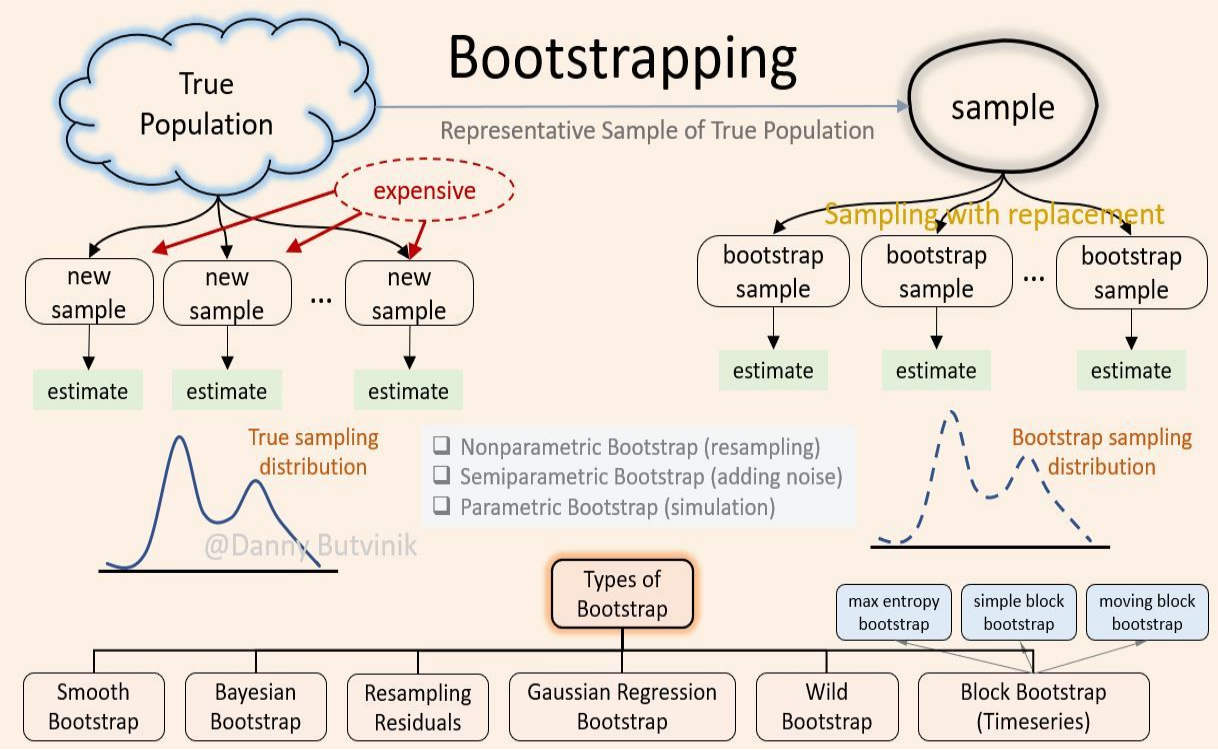 Bootstrapping
True
Population
Representative Sample of True Population
sample
expensive
Sampling with replacement
new
sample
new
sample
...
new
sample
bootstrap
sample
bootstrap
sample
...
bootstrap
sample
estimate
estimate
estimate
estimate
estimate
estimate
True sampling
distribution
Nonparametric Bootstrap (resampling)
Semiparametric Bootstrap (adding noise)
Parametric Bootstrap (simulation)
Bootstrap sampling
distribution
@Danny Butvinik
Types of
Bootstrap
max entropy
bootstrap
simple block
bootstrap
moving block
bootstrap
Smooth
Bootstrap
Bayesian
Bootstrap
Resampling
Residuals
Gaussian Regression
Bootstrap
Wild
Bootstrap
Block Bootstrap
(Timeseries)